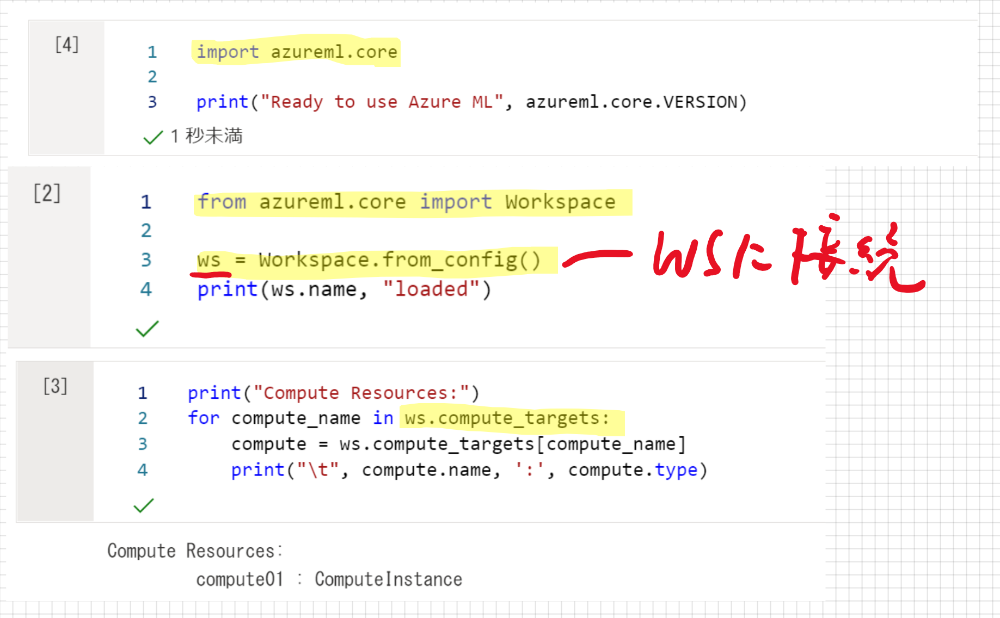 [4]
1 import azureml.core
2
3 print("Ready to use Azure ML", azureml.core.VERSION)
1 秒未満
[2]
1 from azureml.core import Workspace
2
3 ws = Workspace.from_config()
WSに接続
4 print(ws.name, "loaded")
[3]
1 print("Compute Resources:")
2 for compute_name in ws.compute_targets:
3 compute = ws.compute_targets[compute_name]
4 print("\t", compute.name, ':', compute.type)
Compute Resources:
compute01 : ComputeInstance